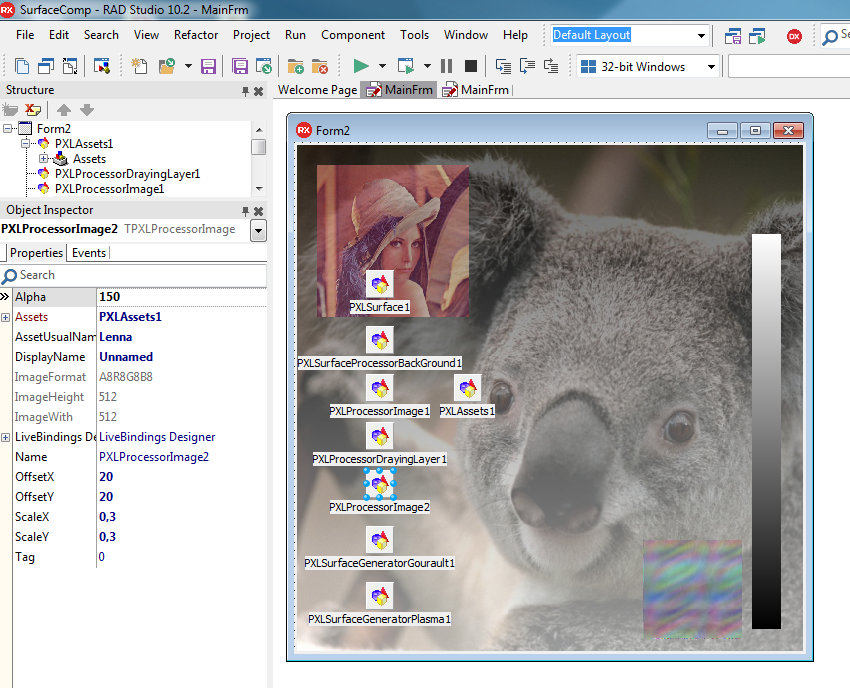 RX SurfaceComp - RAD Studio 10.2 - MainFrm
File Edit Search View Refactor Project Run Component Tools Window Help Default Layout RX
32-bit Windows
Structure
Welcome Page MainFrm MainFrm
Form2
PXLAssets1
Assets
PXLProcessorDrayingLayer1
PXLProcessorImage1
Object Inspector
PXLProcessorImage2 TPXLProcessorImage
Properties Events
Search
Alpha 150
Assets PXLAssets1
AssetUsualNam Lenna
DisplayName Unnamed
ImageFormat A8R8G8B8
ImageHeight 512
ImageWith 512
LiveBindings De LiveBindings Designer
Name PXLProcessorImage2
OffsetX 20
OffsetY 20
ScaleX 0,3
ScaleY 0,3
Tag 0
RX Form2
PXLSurface1
PXLSurfaceProcessorBackGround1
PXLProcessorImage1 PXLAssets1
PXLProcessorDrayingLayer1
PXLProcessorImage2
PXLSurfaceGeneratorGourault1
PXLSurfaceGeneratorPlasma1